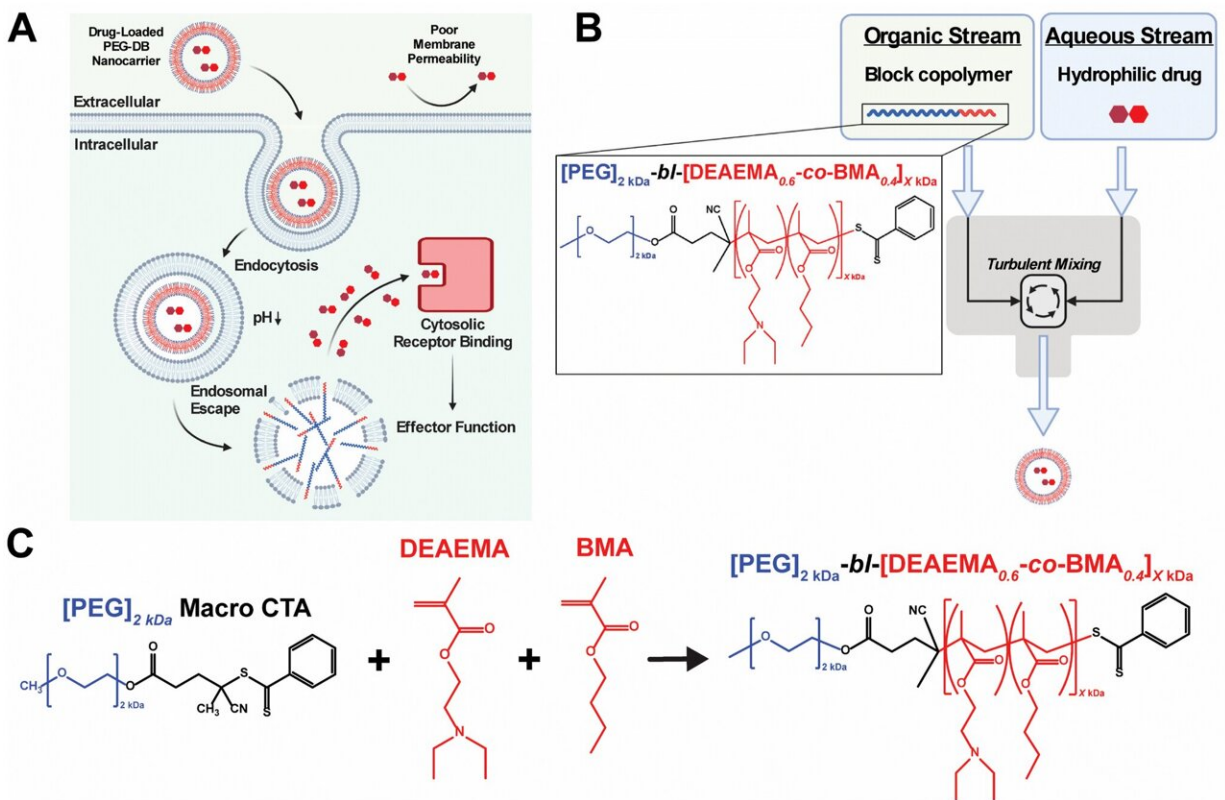 A
Drug-Loaded
PEG-DB
Nanocarrier
Poor
Membrane
Permeability
Extracellular
Intracellular
Endocytosis
pH↓
Cytosolic
Receptor Binding
Endosomal
Escape
Effector Function
B
Organic Stream
Block copolymer
Aqueous Stream
Hydrophilic drug
[PEG]2 kDa-bl-[DEAEMA0.6-co-BMA0.4]X kDa
O
2 kDa
O
O
NC
O
O
O
O
N
X kDa
S
S
Turbulent Mixing
C
[PEG]2 kDa Macro CTA
CH3
O
2 kDa
O
O
S
CH3
CN
S
+
DEAEMA
O
O
N
+
BMA
O
O
[PEG]2 kDa-bl-[DEAEMA0.6-co-BMA0.4]X kDa
O
2 kDa
O
O
NC
O
O
O
O
N
X kDa
S
S